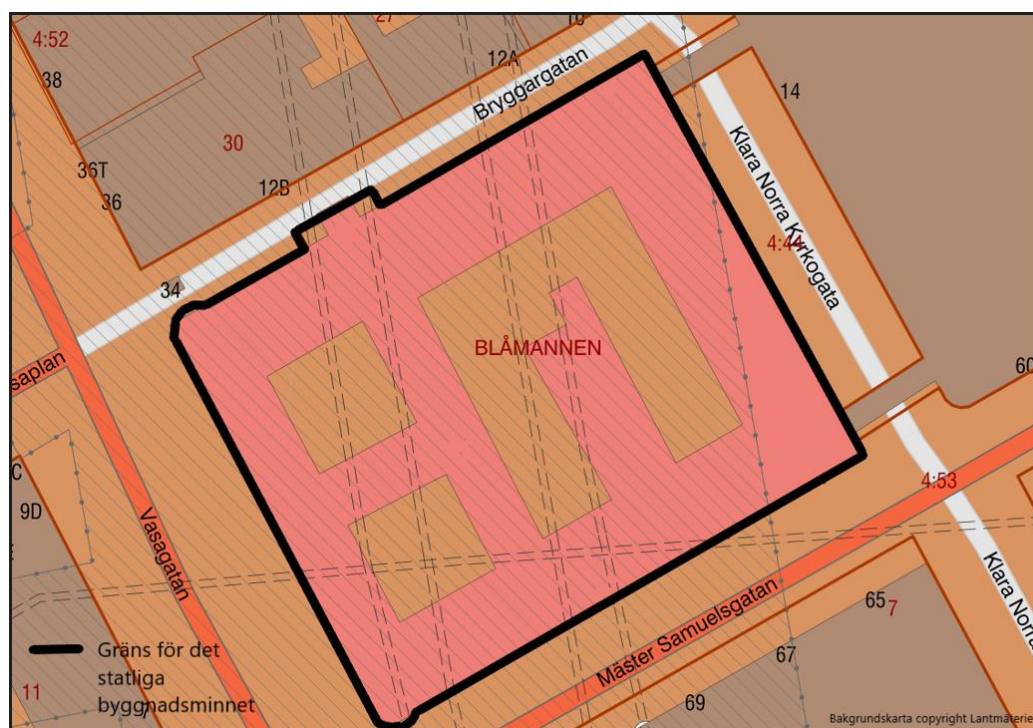 4:52
38
27
12A
Bryggargatan
14
30
36T
36
12B
Klara Norra Kyrkogata
4:44
34
BLÅMANNEN
saplan
60
C
9D
Vasagatan
4:53
Klara Nor
Mäster Samuelsgatan
65
7
67
69
11
Gräns för det
statliga
byggnadsminnet
Bakgrundskarta copyright Lantmäterie